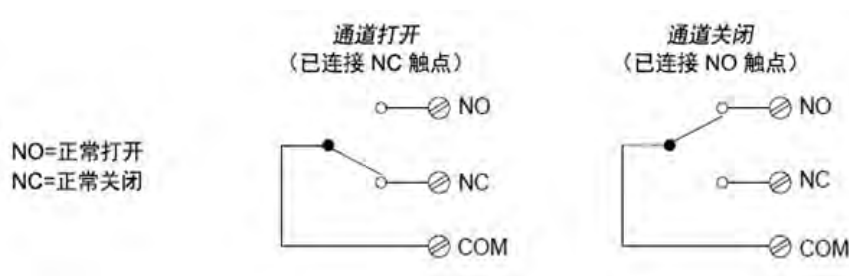 通道打开
（已连接 NC 触点）
NO
NC
COM
通道关闭
（已连接 NO 触点）
NO
NC
COM
NO=正常打开
NC=正常关闭